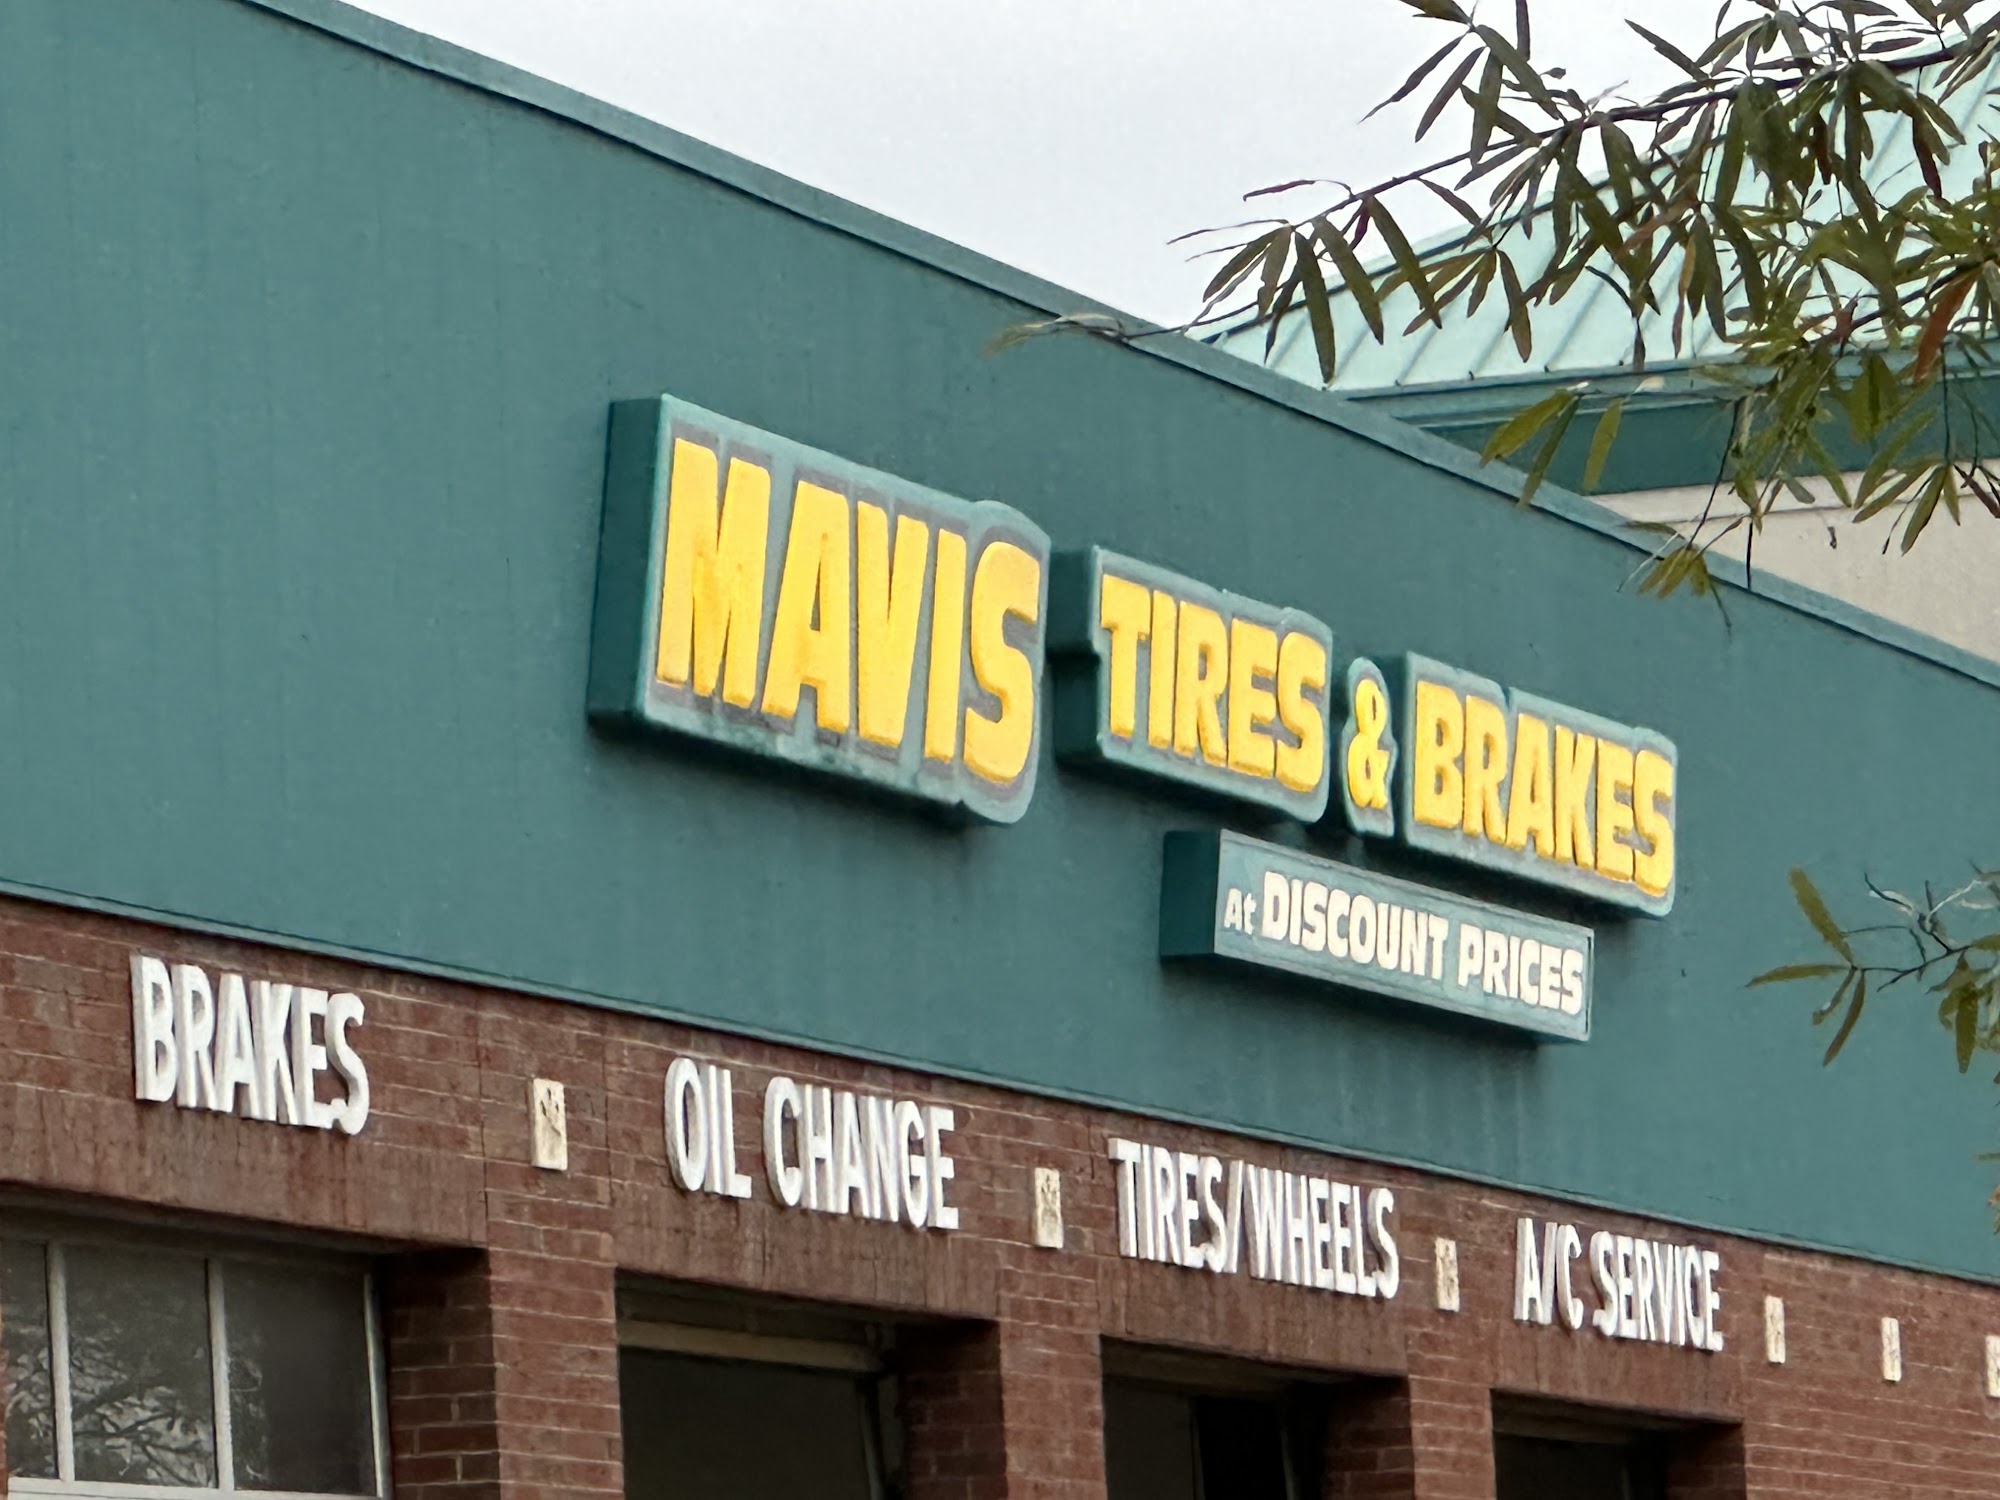 MAVIS TIRES & BRAKES
At DISCOUNT PRICES
BRAKES
OIL CHANGE
TIRES/WHEELS
A/C SERVICE